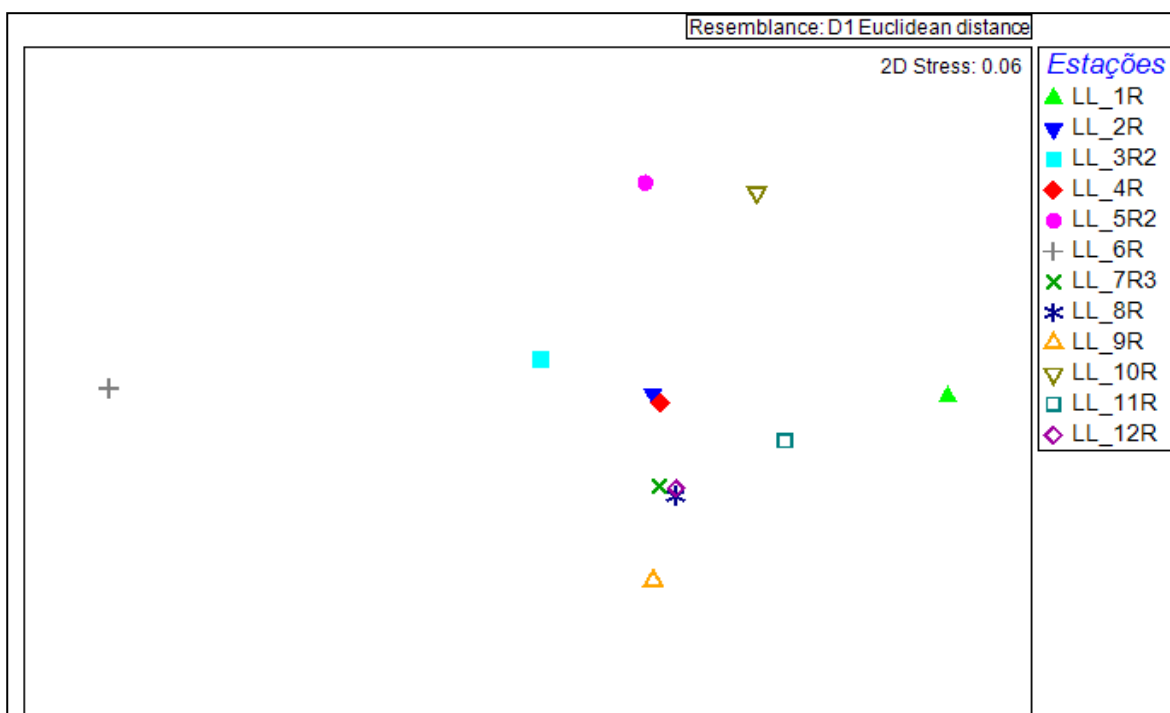 Resemblance: D1 Euclidean distance
2D Stress: 0.06
Estações
LL_1R
LL_2R
LL_3R2
LL_4R
LL_5R2
LL_6R
LL_7R3
LL_8R
LL_9R
LL_10R
LL_11R
LL_12R